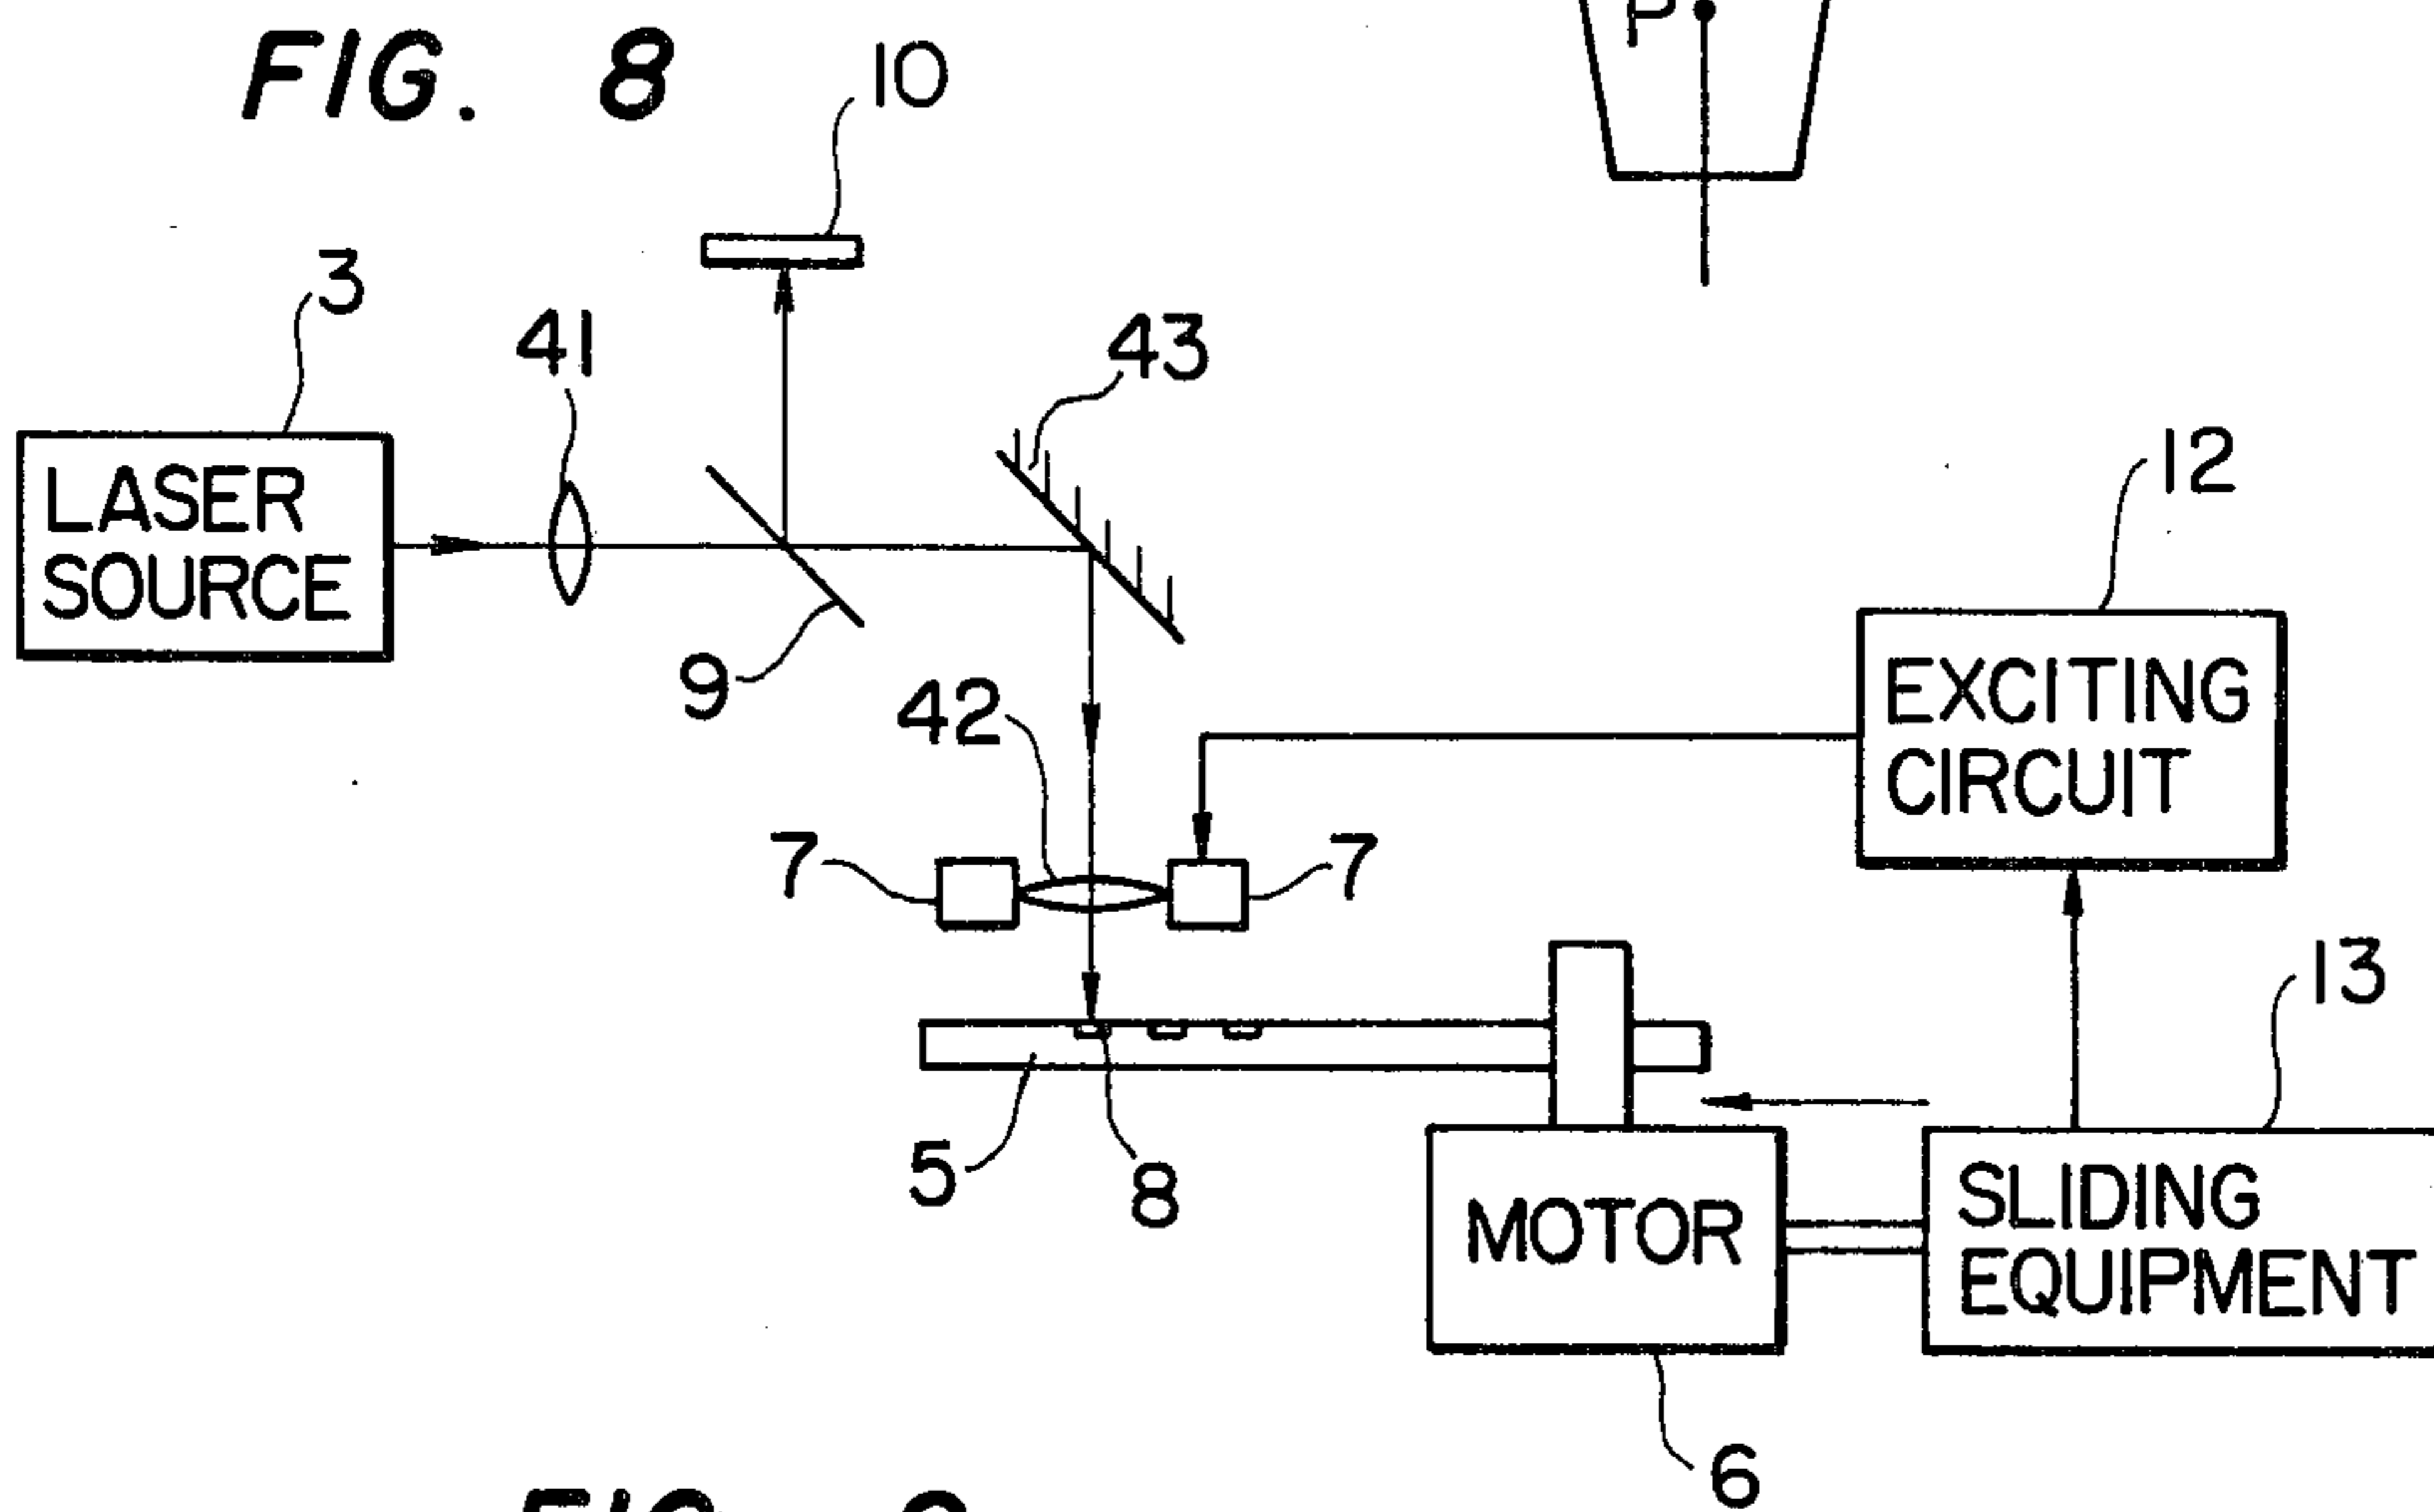 FIG. 8
P
10
3
41
43
LASER
SOURCE
12
9
42
EXCITING
CIRCUIT
7
7
13
5
8
SLIDING
EQUIPMENT
MOTOR
6